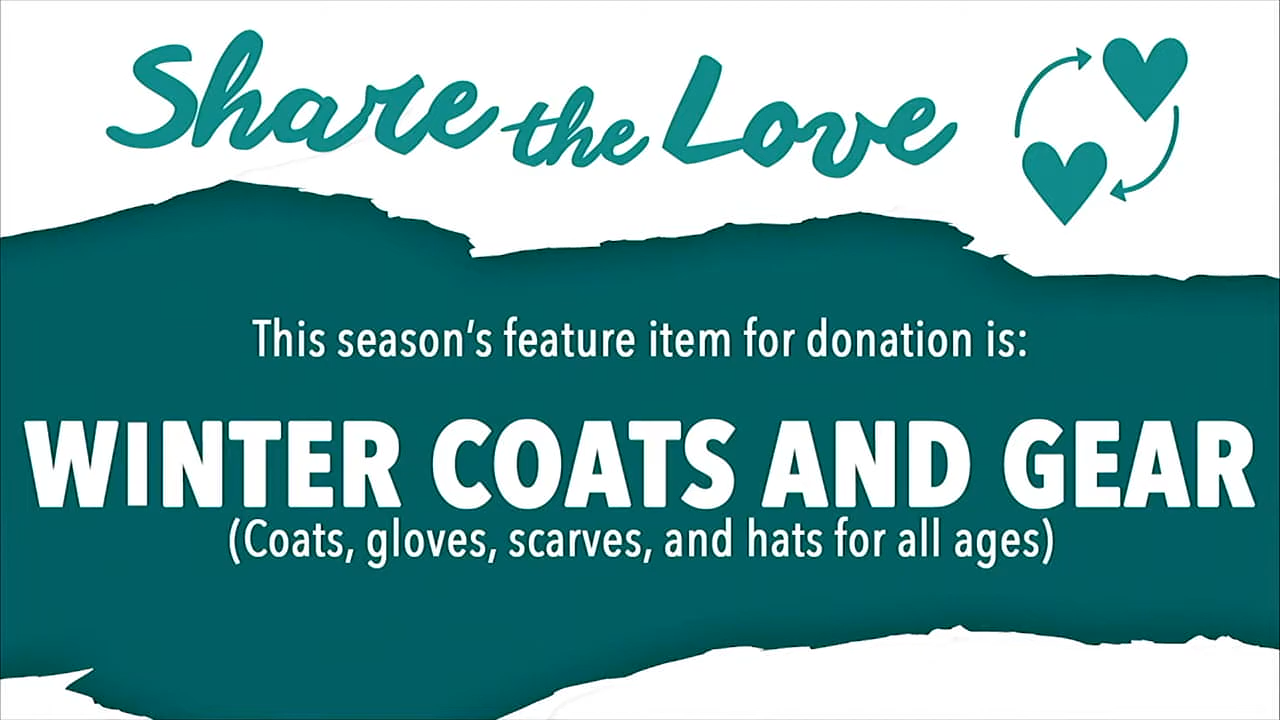 Share the Love
This season's feature item for donation is:
WINTER COATS AND GEAR
(Coats, gloves, scarves, and hats for all ages)